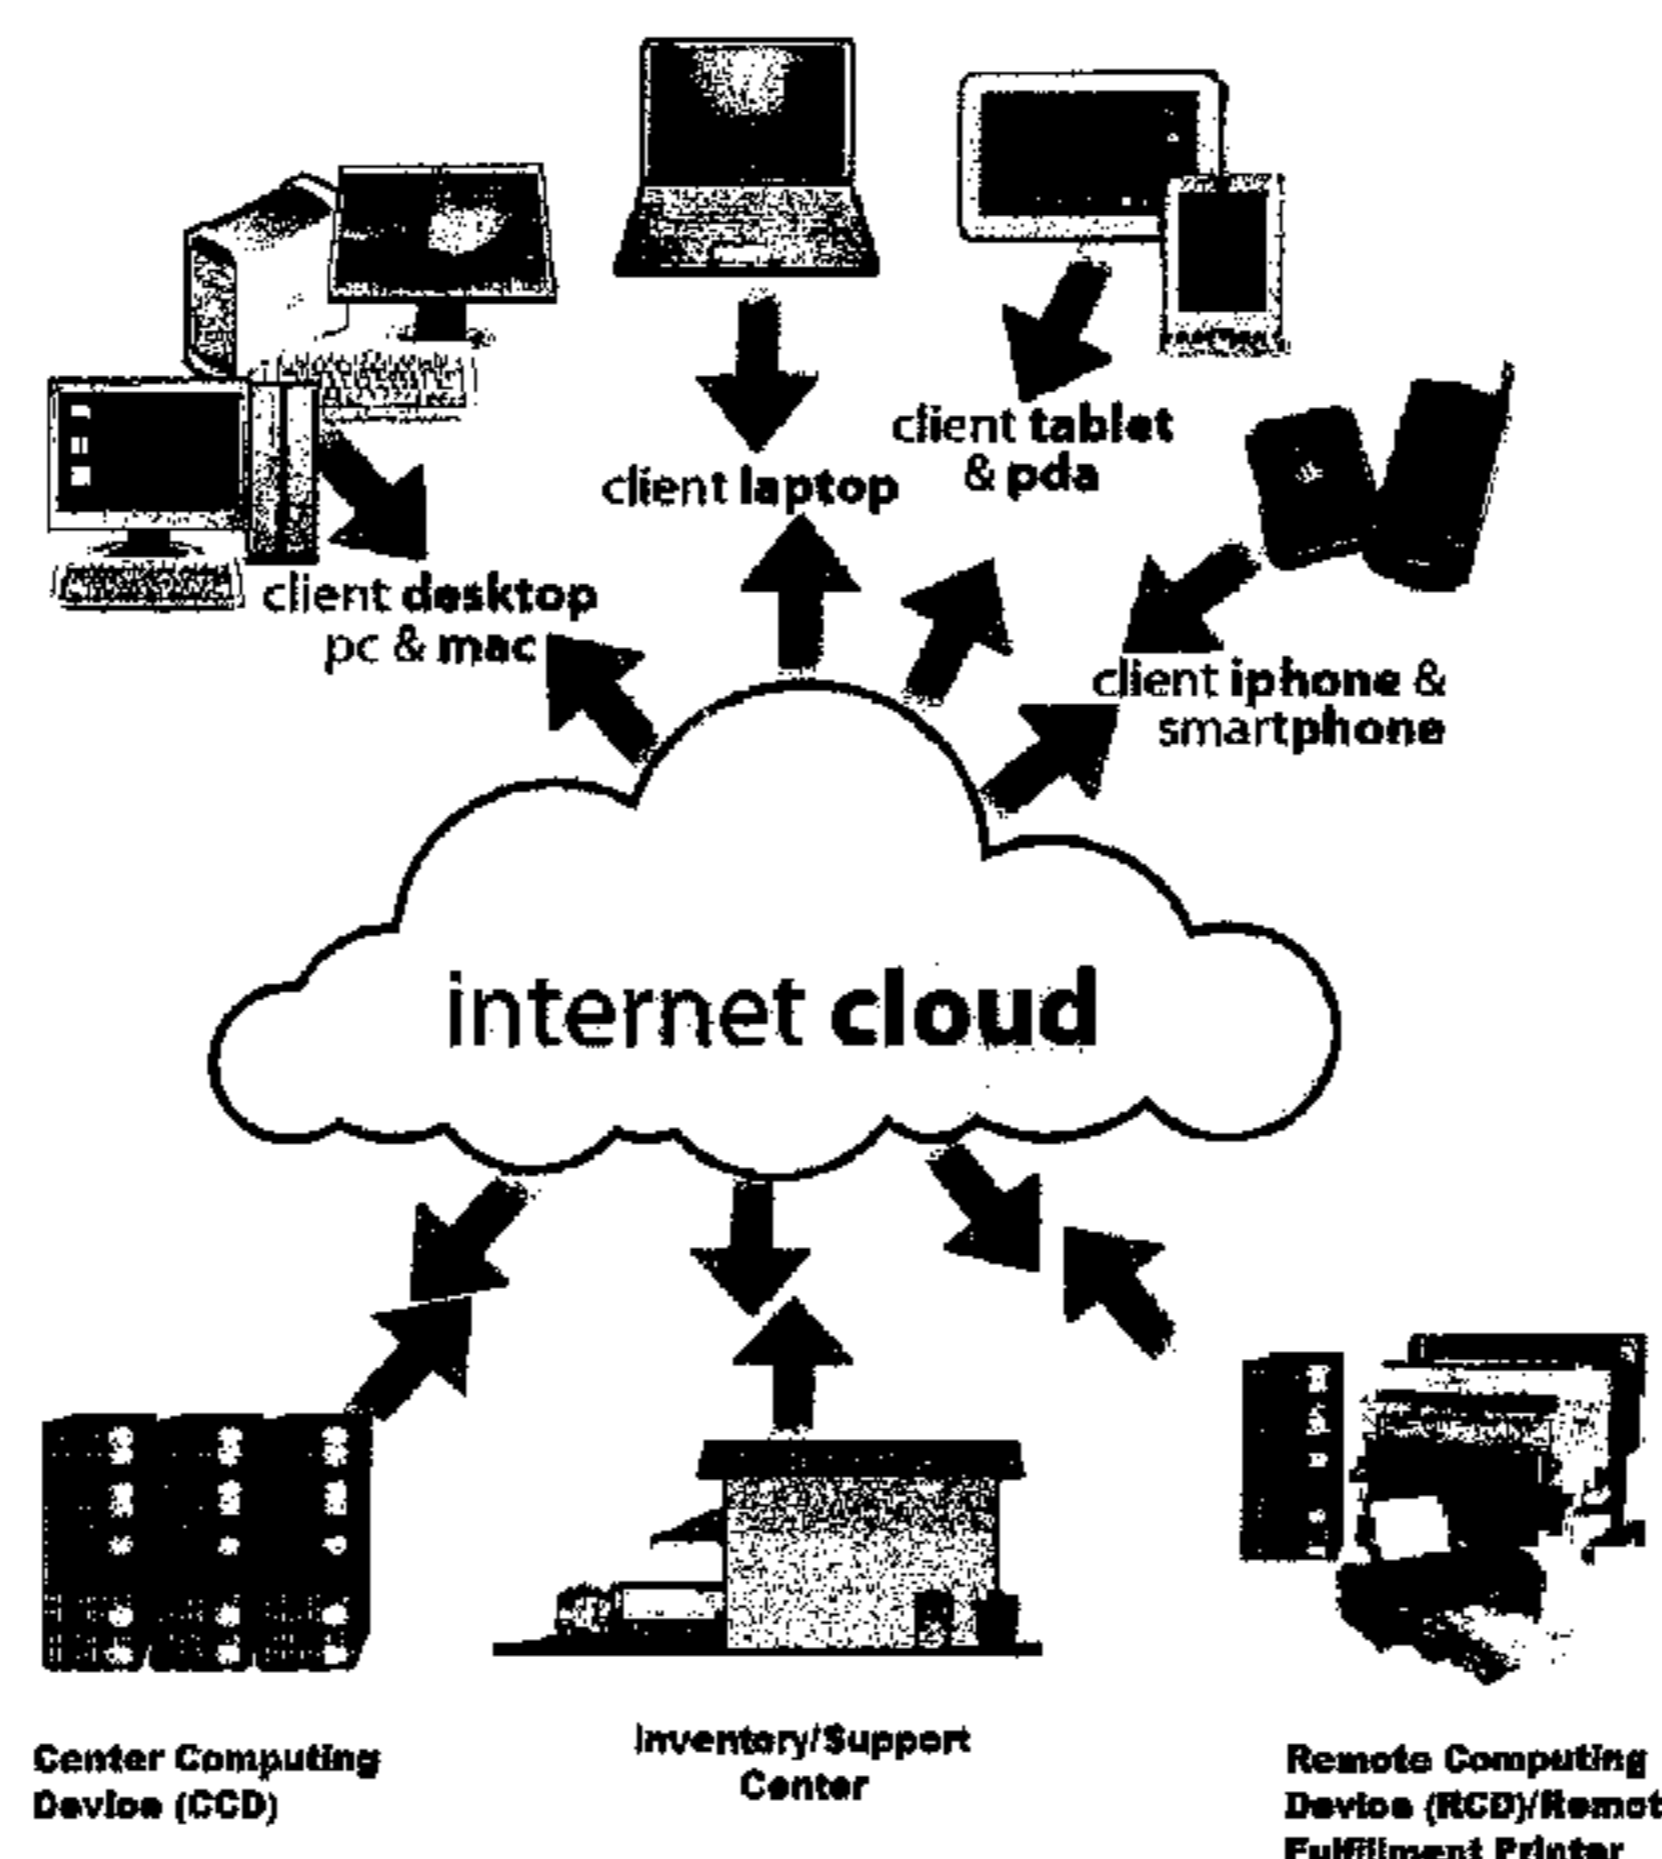 client tablet
& pda
client laptop
client desktop
pc & mac
client iphone &
smartphone
internet cloud
Inventory/Support
Center
Center Computing
Device (CCD)
Remote Computing
Device (RCD)/Remot
Fulfillment Printer